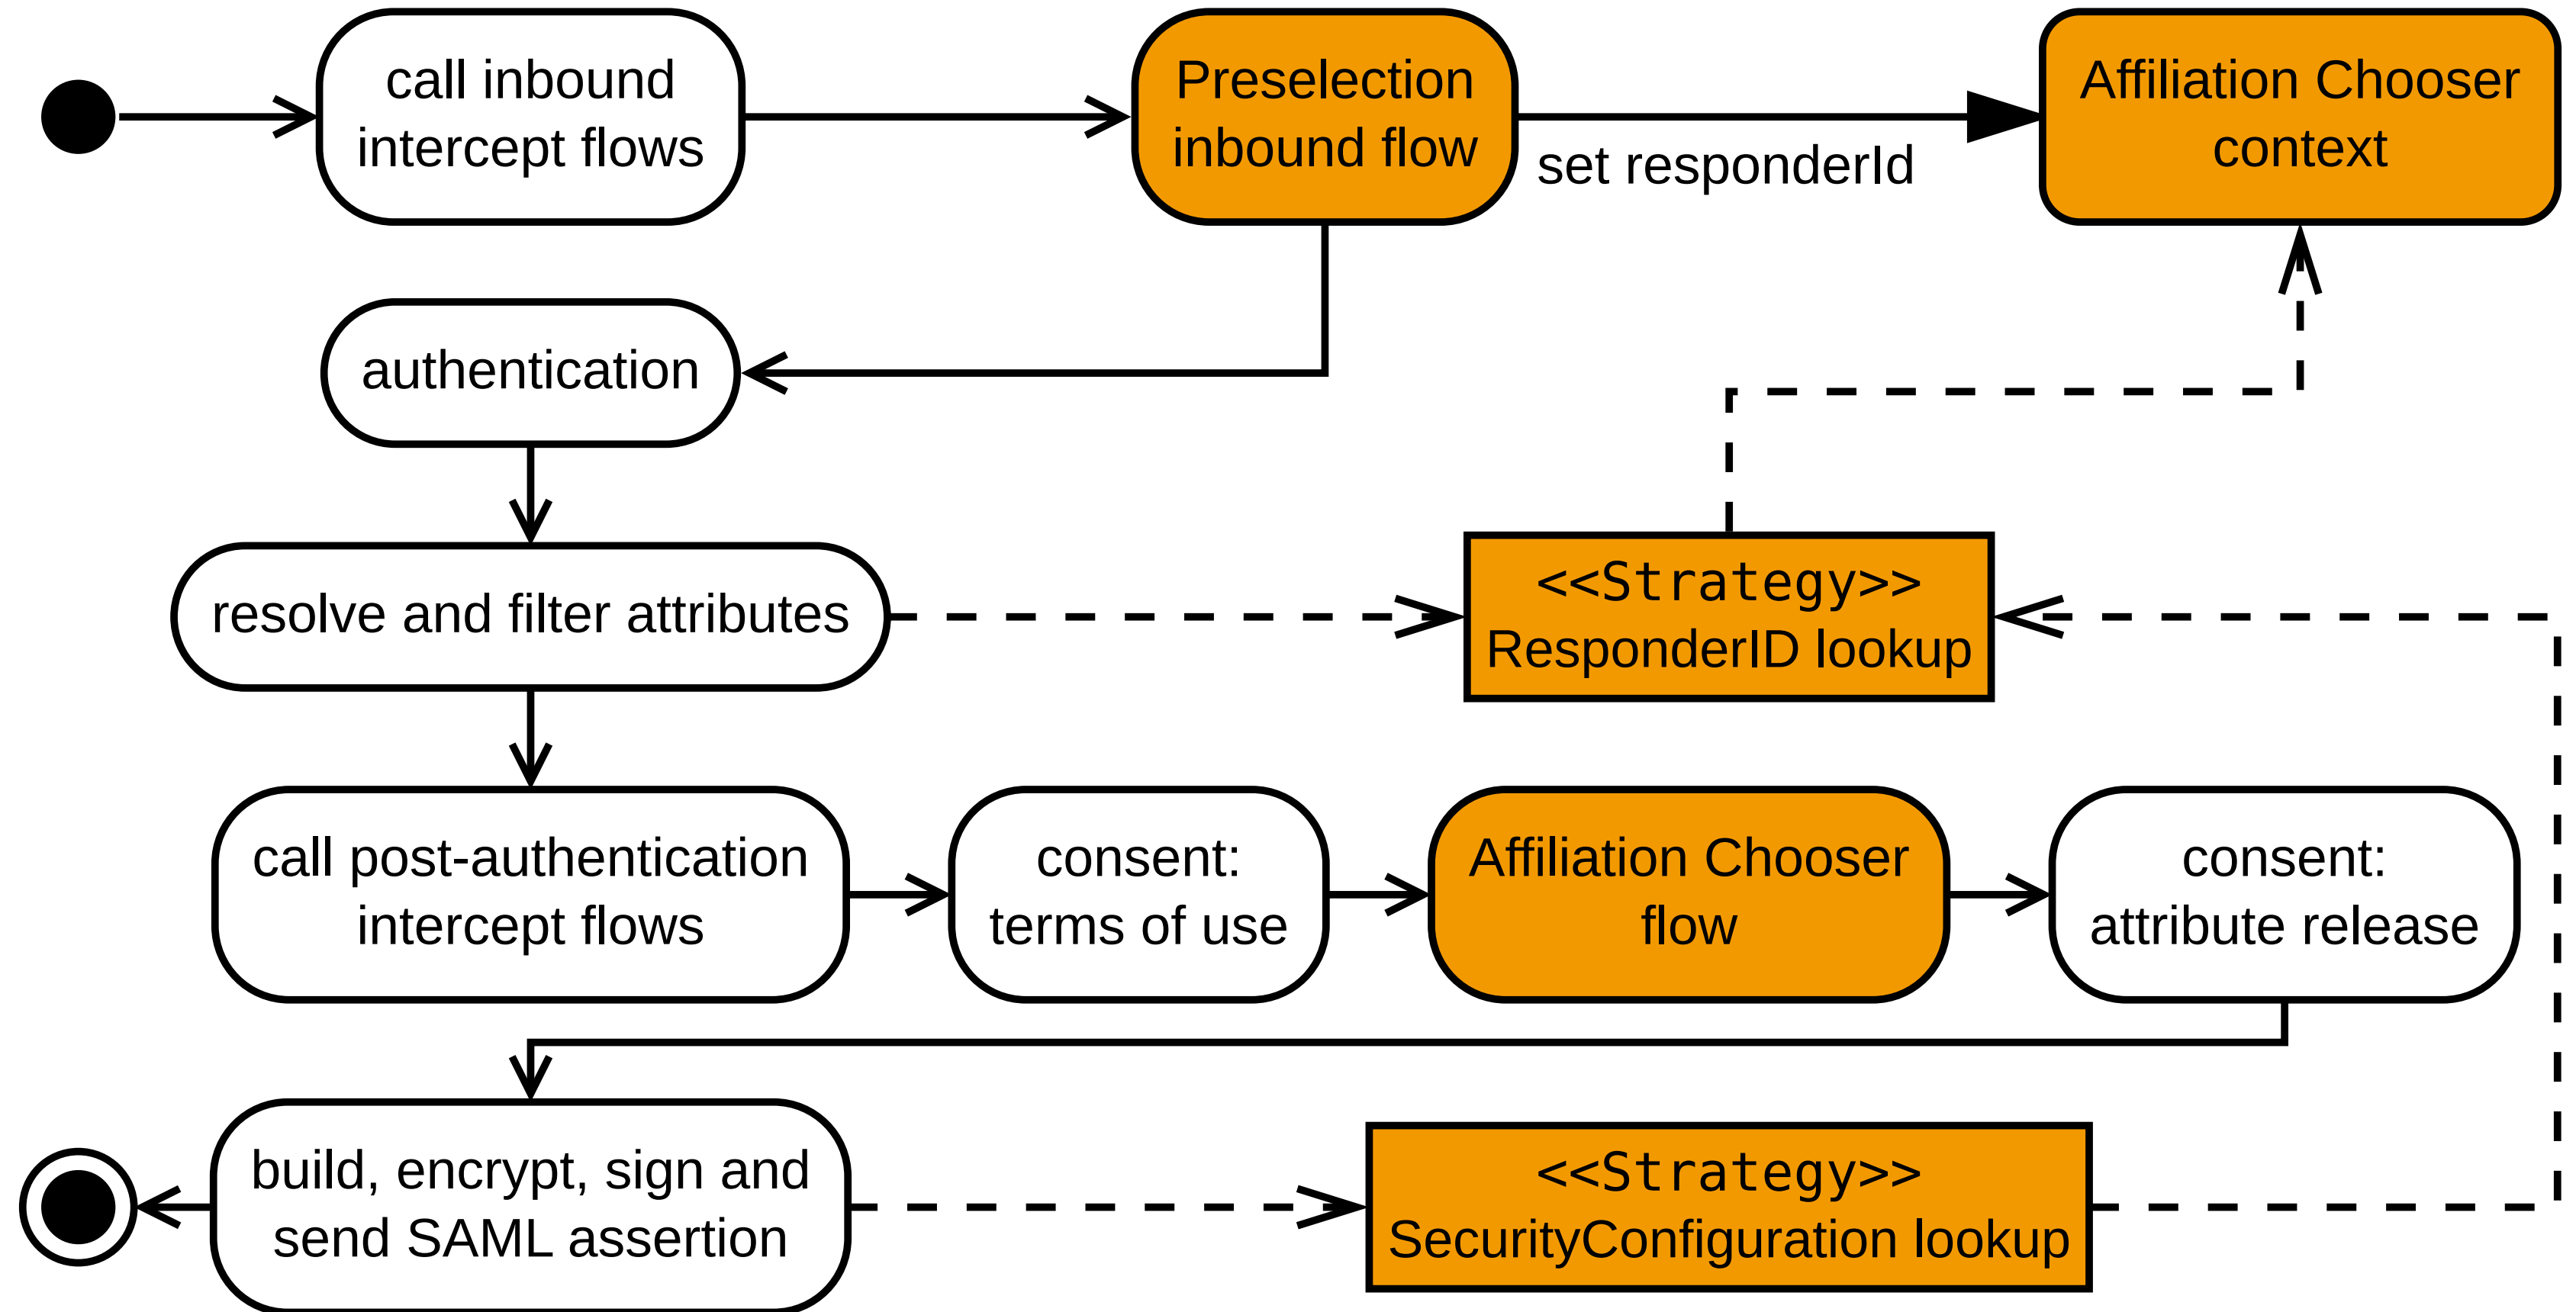 call inbound
intercept flows
Preselection
inbound flow
set responderId
Affiliation Chooser
context
authentication
resolve and filter attributes
<<Strategy>>
ResponderID lookup
call post-authentication
intercept flows
consent:
terms of use
Affiliation Chooser
flow
consent:
attribute release
build, encrypt, sign and
send SAML assertion
<<Strategy>>
SecurityConfiguration lookup